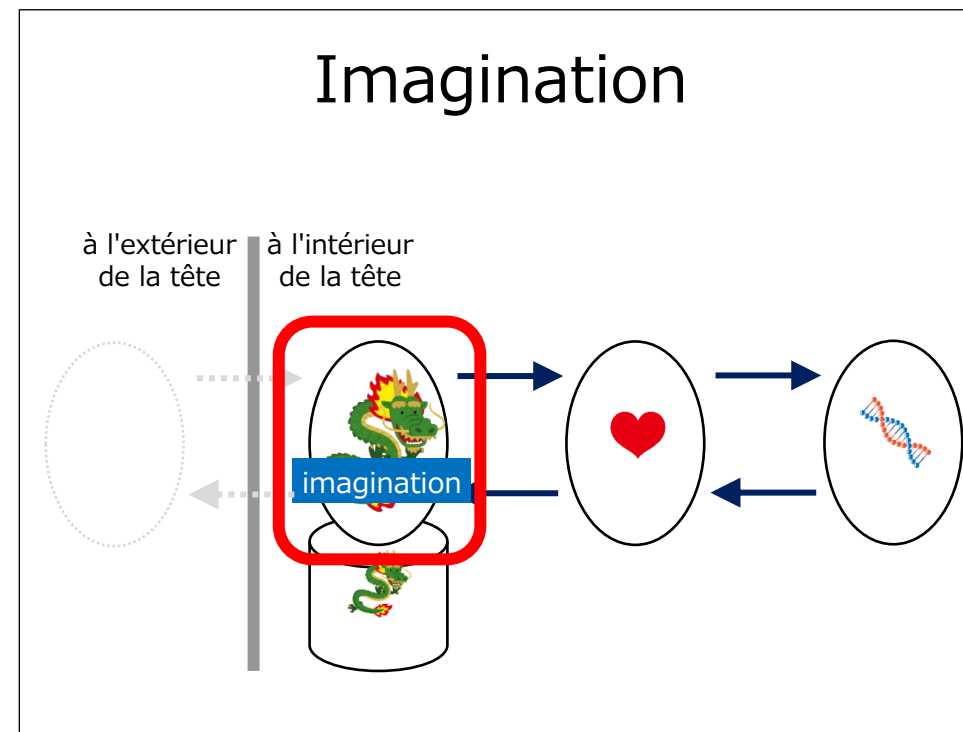 Imagination
à l'extérieur
de la tête
à l'intérieur
de la tête
imagination